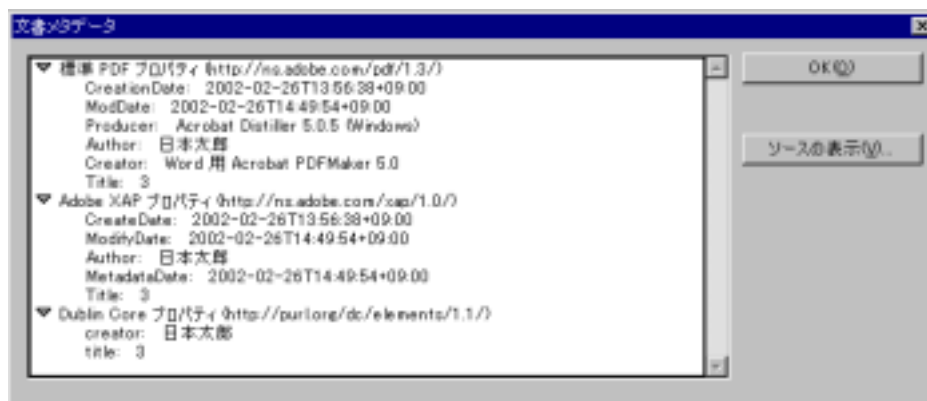 文書メタデータ
▼ 標準 PDF プロパティ (http://ns.adobe.com/pdf/1.3/)
CreationDate: 2002-02-26T13:56:38+09:00
ModDate: 2002-02-26T14:49:54+09:00
Producer: Acrobat Distiller 5.0.5 (Windows)
Author: 日本太郎
Creator: Word 用 Acrobat PDFMaker 5.0
Title: 3
▼ Adobe XAP プロパティ (http://ns.adobe.com/xap/1.0/)
CreateDate: 2002-02-26T13:56:38+09:00
ModifyDate: 2002-02-26T14:49:54+09:00
Author: 日本太郎
MetadataDate: 2002-02-26T14:49:54+09:00
Title: 3
▼ Dublin Core プロパティ (http://purl.org/dc/elements/1.1/)
creator: 日本太郎
title: 3
OK(O)
ソースの表示(V)...